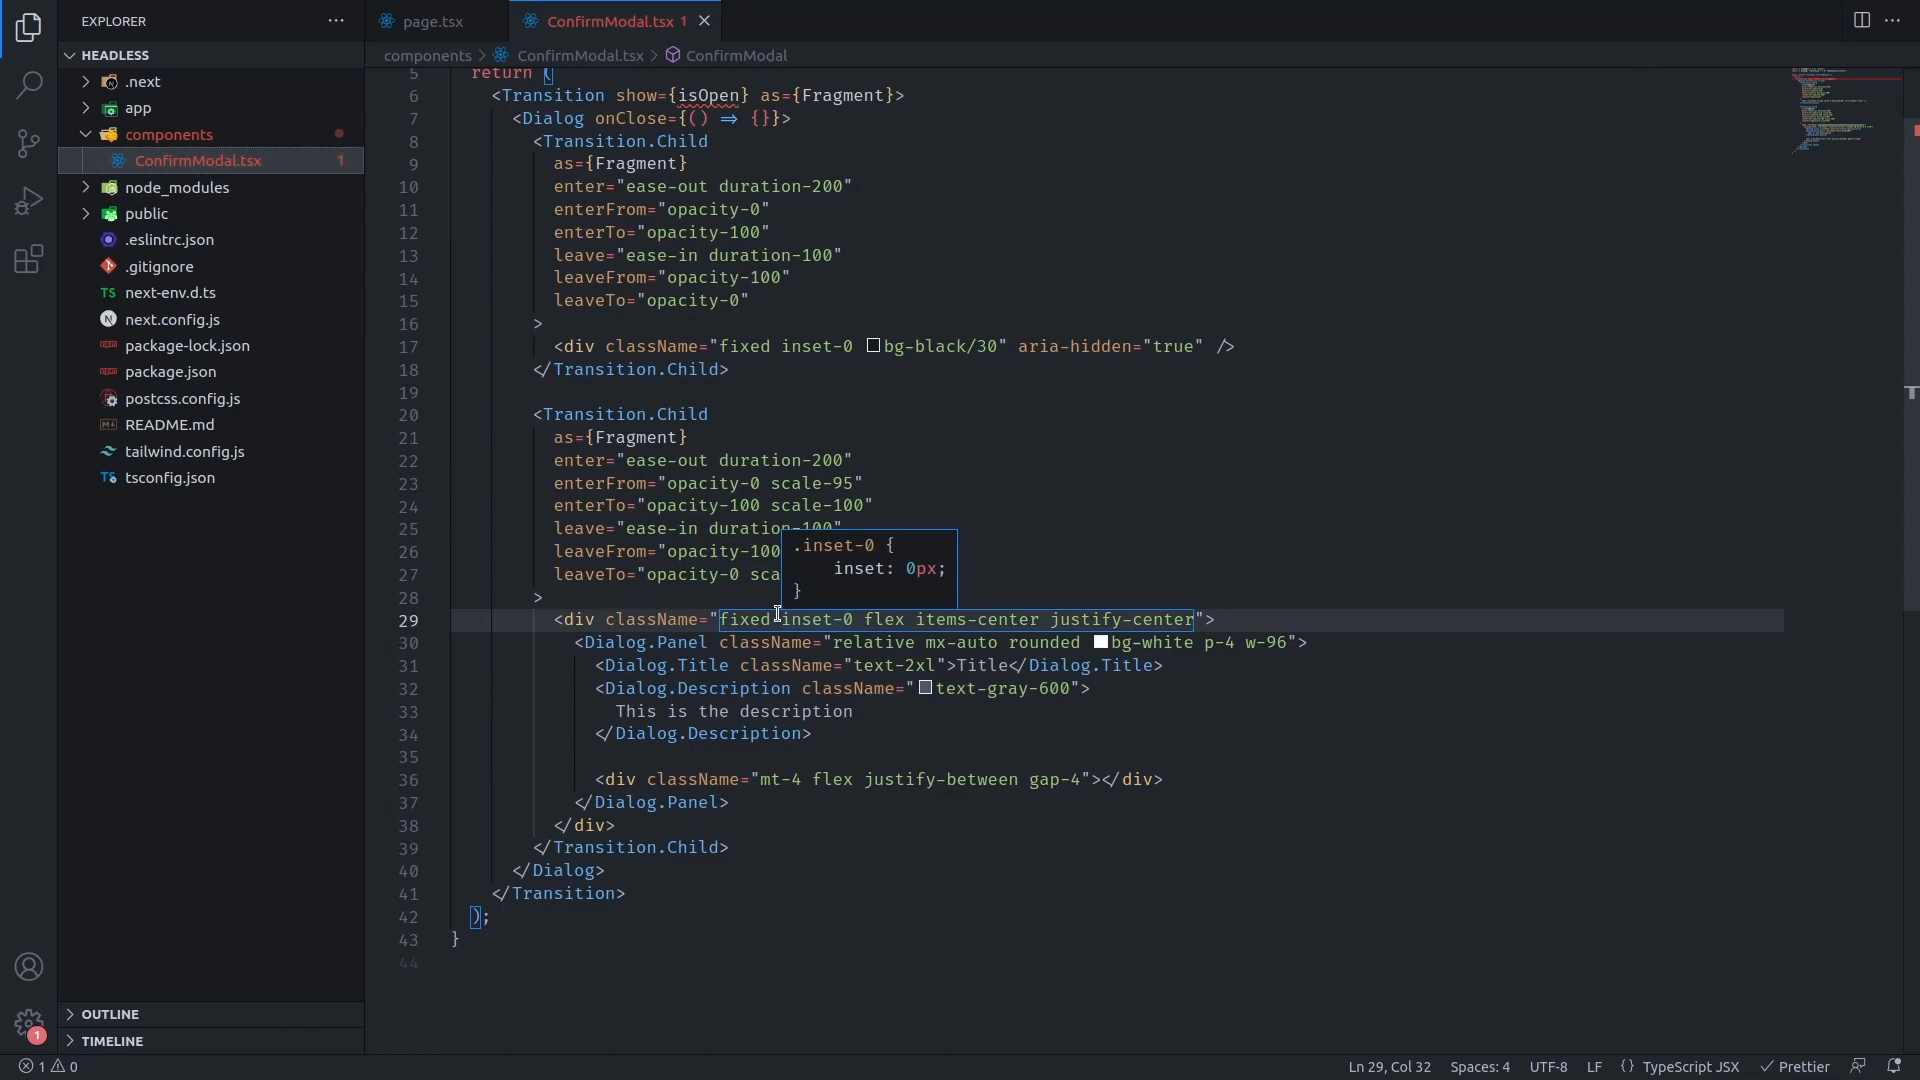 EXPLORER
HEADLESS
.next
app
components
ConfirmModal.tsx 1
node_modules
public
.eslintrc.json
.gitignore
next-env.d.ts
next.config.js
package-lock.json
package.json
postcss.config.js
README.md
tailwind.config.js
tsconfig.json
OUTLINE
TIMELINE
page.tsx
ConfirmModal.tsx 1
components > ConfirmModal.tsx > ConfirmModal
5 return (
6 <Transition show={isOpen} as={Fragment}>
7 <Dialog onClose={() => {}}>
8 <Transition.Child
9 as={Fragment}
10 enter="ease-out duration-200"
11 enterFrom="opacity-0"
12 enterTo="opacity-100"
13 leave="ease-in duration-100"
14 leaveFrom="opacity-100"
15 leaveTo="opacity-0"
16 >
17 <div className="fixed inset-0 bg-black/30" aria-hidden="true" />
18 </Transition.Child>
19
20 <Transition.Child
21 as={Fragment}
22 enter="ease-out duration-200"
23 enterFrom="opacity-0 scale-95"
24 enterTo="opacity-100 scale-100"
25 leave="ease-in duration-100"
26 leaveFrom="opacity-100
27 leaveTo="opacity-0 sca
28 >
.inset-0 {
inset: 0px;
}
29 <div className="fixed inset-0 flex items-center justify-center">
30 <Dialog.Panel className="relative mx-auto rounded bg-white p-4 w-96">
31 <Dialog.Title className="text-2xl">Title</Dialog.Title>
32 <Dialog.Description className="text-gray-600">
33 This is the description
34 </Dialog.Description>
35
36 <div className="mt-4 flex justify-between gap-4"></div>
37 </Dialog.Panel>
38 </div>
39 </Transition.Child>
40 </Dialog>
41 </Transition>
42 );
43 }
44
1
1 0
Ln 29, Col 32 Spaces: 4 UTF-8 LF {} TypeScript JSX Prettier